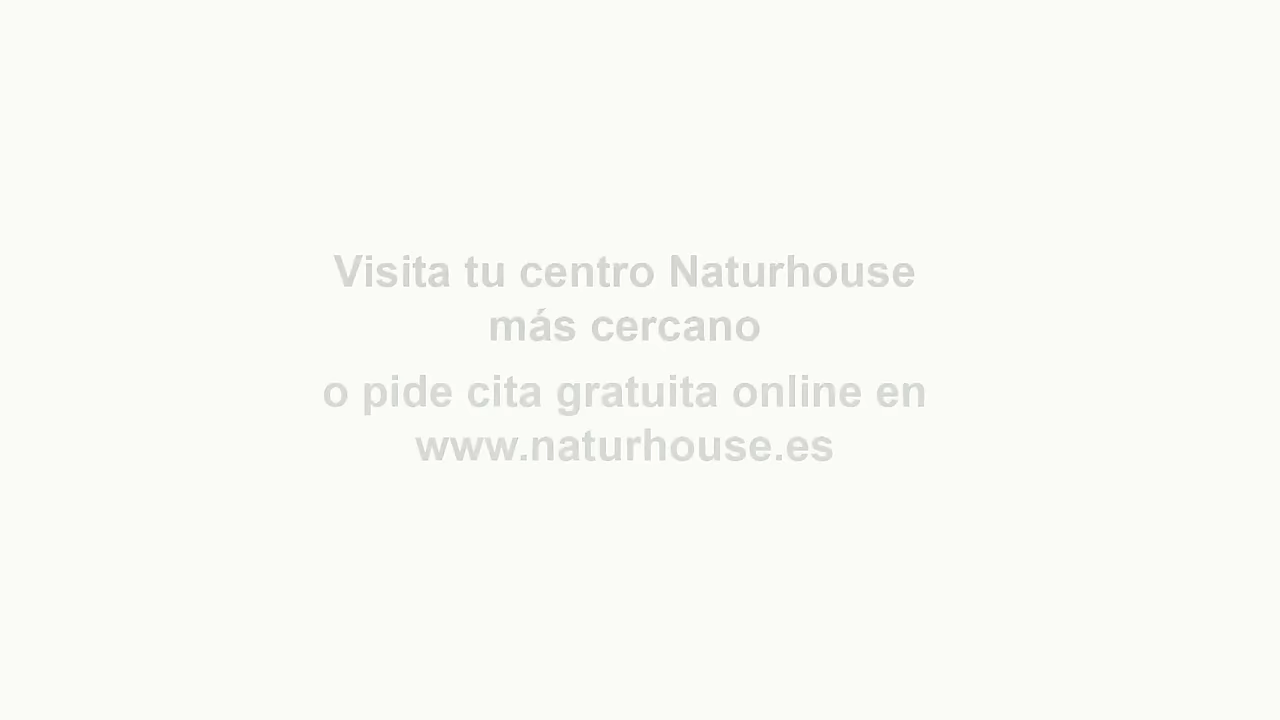 Visita tu centro Naturhouse
más cercano
o pide cita gratuita online en
www.naturhouse.es